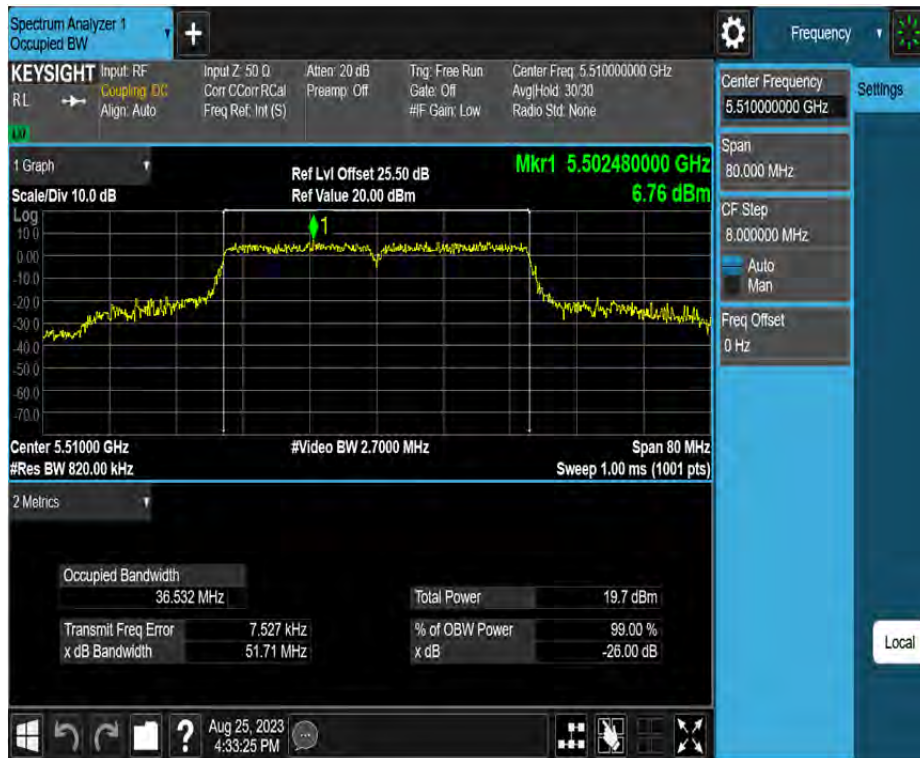 Spectrum Analyzer 1
Occupied BW
+
Frequency
KEYSIGHT
RL
Input: RF
Coupling: DC
Align: Auto
Input Z: 50 Ω
Corr CCorr RCal
Freq Ref: Int (S)
Atten: 20 dB
Preamp: Off
Trig: Free Run
Gate: Off
#IF Gain: Low
Center Freq: 5.510000000 GHz
Avg|Hold: 30/30
Radio Std: None
Center Frequency
5.510000000 GHz
Settings
Span
80.000 MHz
CF Step
8.000000 MHz
Auto
Man
Freq Offset
0 Hz
1 Graph
Scale/Div 10.0 dB
Ref Lvl Offset 25.50 dB
Ref Value 20.00 dBm
Mkr1 5.502480000 GHz
6.76 dBm
Log
10.0
0.00
-10.0
-20.0
-30.0
-40.0
-50.0
-60.0
-70.0
1
Center 5.51000 GHz
#Video BW 2.7000 MHz
Span 80 MHz
#Res BW 820.00 kHz
Sweep 1.00 ms (1001 pts)
2 Metrics
Occupied Bandwidth
36.532 MHz
Total Power 19.7 dBm
Transmit Freq Error 7.527 kHz
% of OBW Power 99.00 %
x dB Bandwidth 51.71 MHz
x dB -26.00 dB
Local
?
Aug 25, 2023
4:33:25 PM